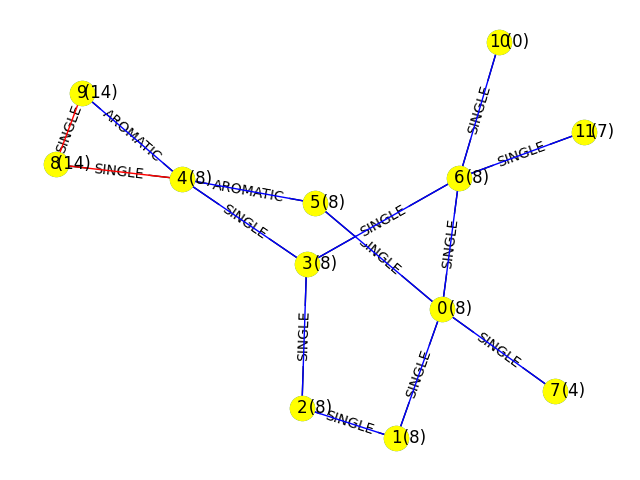 10(0)
SINGLE
9(14)
AROMATIC
SINGLE
11(7)
SINGLE
8(14)
SINGLE
4(8)
AROMATIC
6(8)
5(8)
SINGLE
SINGLE
SINGLE
SINGLE
3(8)
0(8)
SINGLE
SINGLE
SINGLE
7(4)
2(8)
SINGLE
1(8)